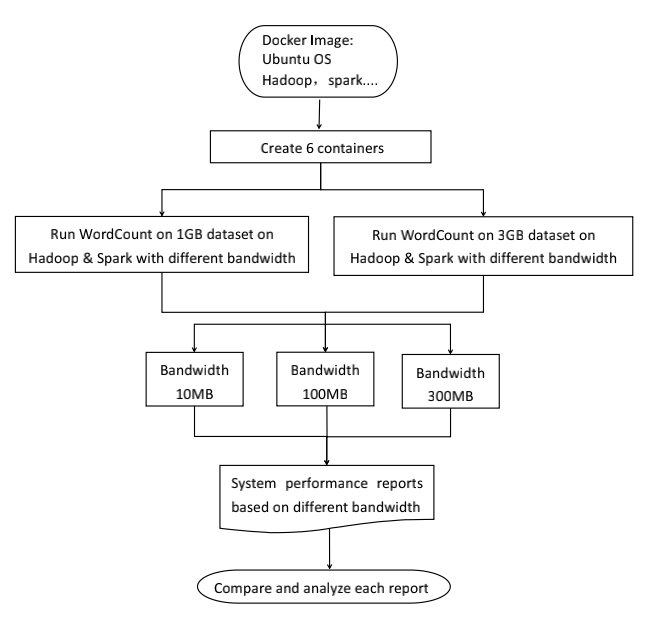 Docker Image:
Ubuntu OS
Hadoop，spark....
Create 6 containers
Run WordCount on 1GB dataset on
Hadoop & Spark with different bandwidth
Run WordCount on 3GB dataset on
Hadoop & Spark with different bandwidth
Bandwidth
10MB
Bandwidth
100MB
Bandwidth
300MB
System performance reports
based on different bandwidth
Compare and analyze each report